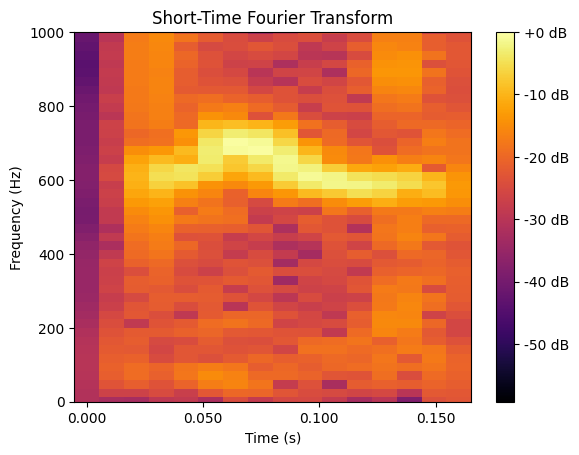 Short-Time Fourier Transform
Frequency (Hz)
1000
800
600
400
200
0
0.000
0.050
0.100
0.150
Time (s)
+0 dB
-10 dB
-20 dB
-30 dB
-40 dB
-50 dB